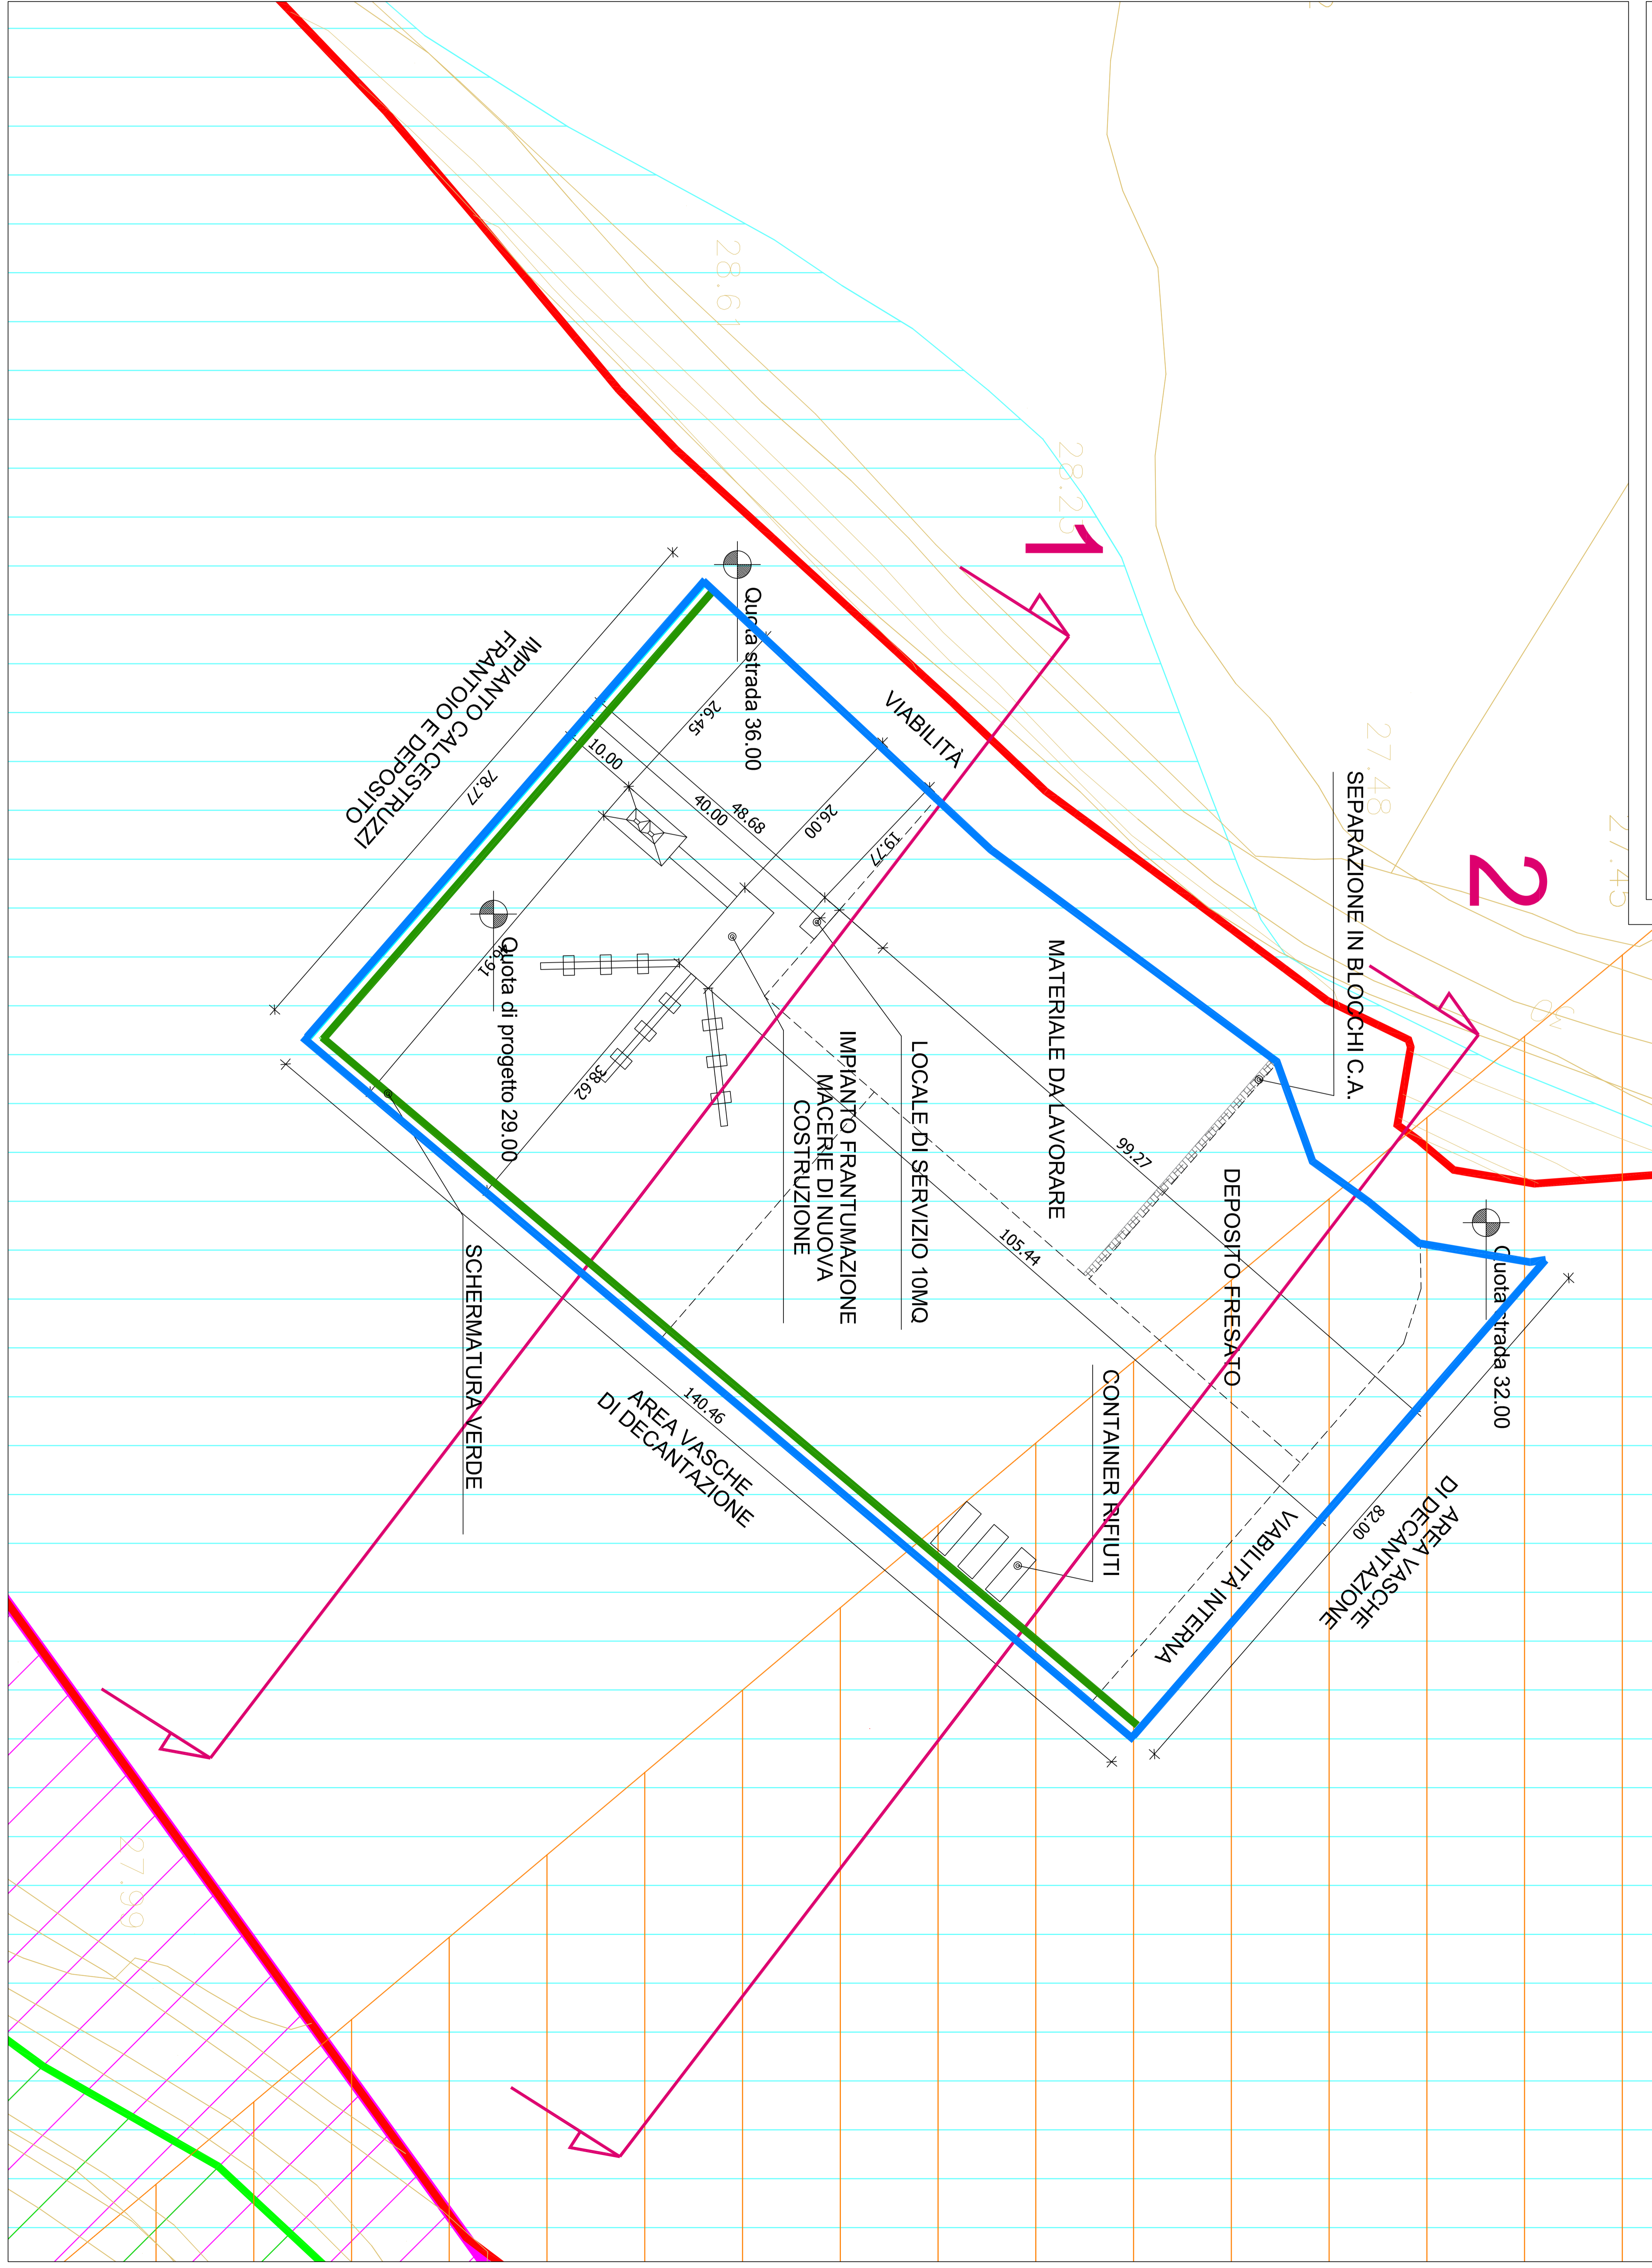 28.61
28.25
27.48
27.45
27.99
1
2
Quota strada 36.00
VIABILITÀ
SEPARAZIONE IN BLOCCHI C.A.
MATERIALE DA LAVORARE
DEPOSITO FRESATO
Quota strada 32.00
LOCALE DI SERVIZIO 10MQ
IMPIANTO FRANTUMAZIONE
MACERIE DI NUOVA
COSTRUZIONE
CONTAINER RIFIUTI
VIABILITÀ INTERNA
AREA VASCHE
DI DECANTAZIONE
AREA VASCHE
DI DECANTAZIONE
SCHERMATURA VERDE
Quota di progetto 29.00
IMPIANTO CALCESTRUZZI
FRANTOIO E DEPOSITO
78.77
26.45
10.00
40.00
48.68
26.00
19.77
38.62
99.27
105.44
140.46
82.00